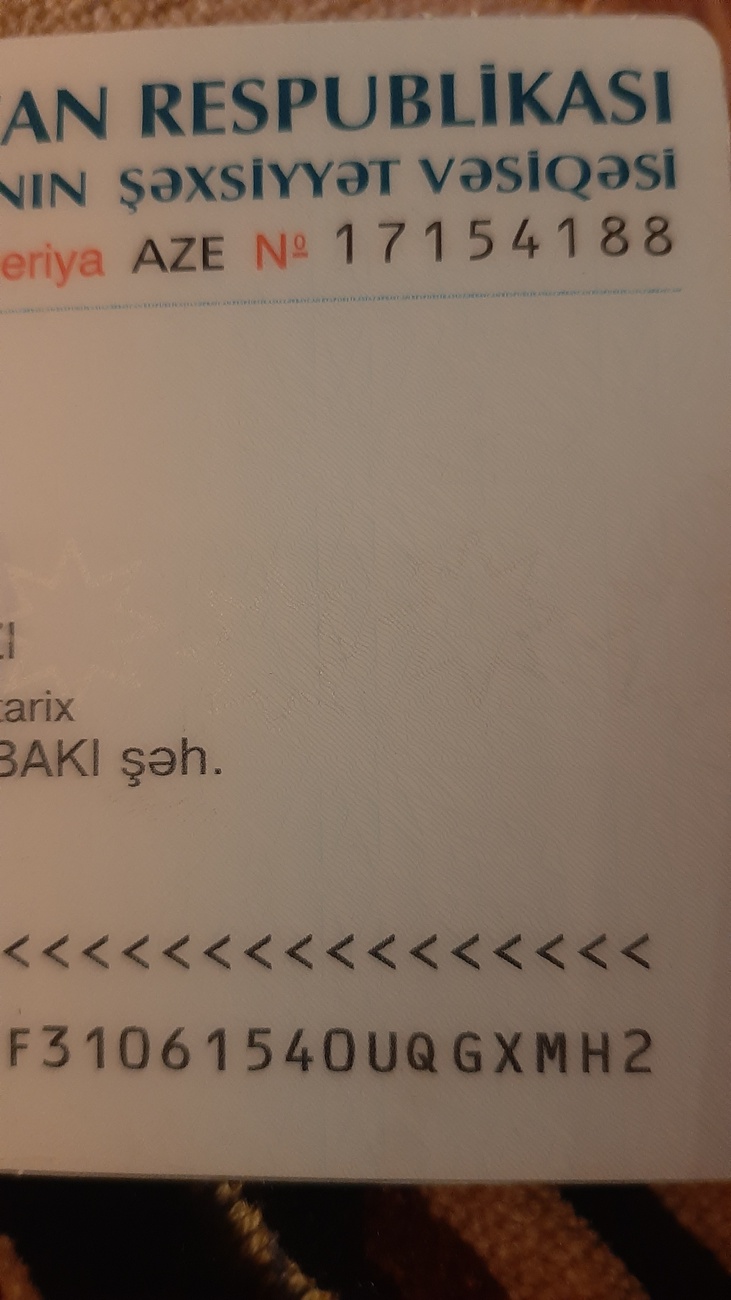 AN RESPUBLİKASI
NIN ŞƏXSİYYƏT VƏSİQƏSİ
eriya AZE № 17154188
I
tarix
BAKI şəh.
<<<<<<<<<<<<<<<<
F31061540UQGXMH2